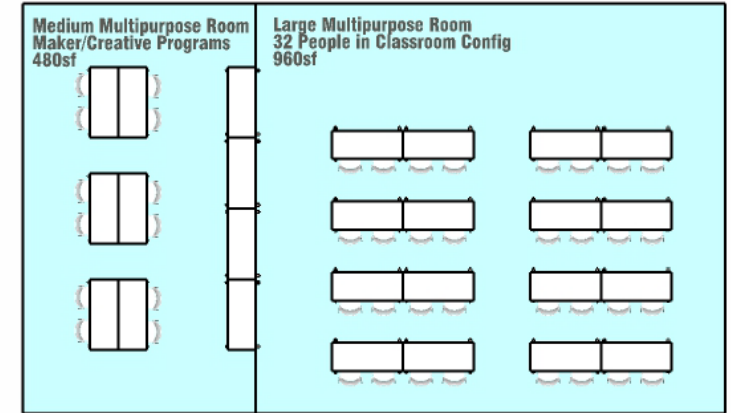 Medium Multipurpose Room
Maker/Creative Programs
480sf
Large Multipurpose Room
32 People in Classroom Config
960sf